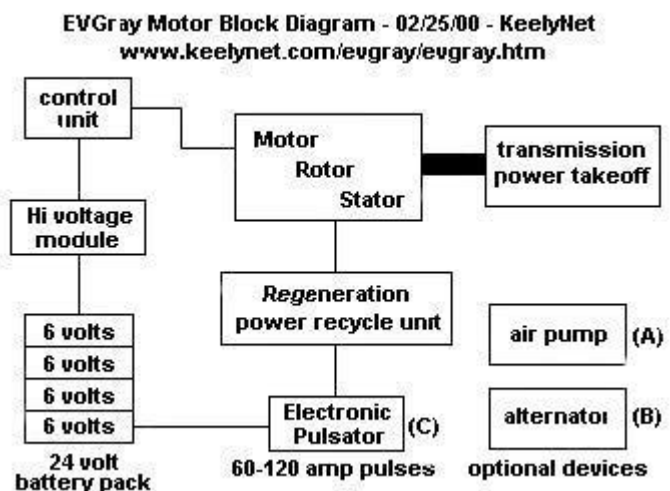 EVGray Motor Block Diagram - 02/25/00 - KeelyNet
www.keelynet.com/evgray/evgray.htm
control
unit
Motor
Rotor
Stator
transmission
power takeoff
Hi voltage
module
Regeneration
power recycle unit
6 volts
6 volts
6 volts
6 volts
air pump (A)
Electronic
Pulsator (C)
alternator (B)
24 volt
battery pack
60-120 amp pulses
optional devices